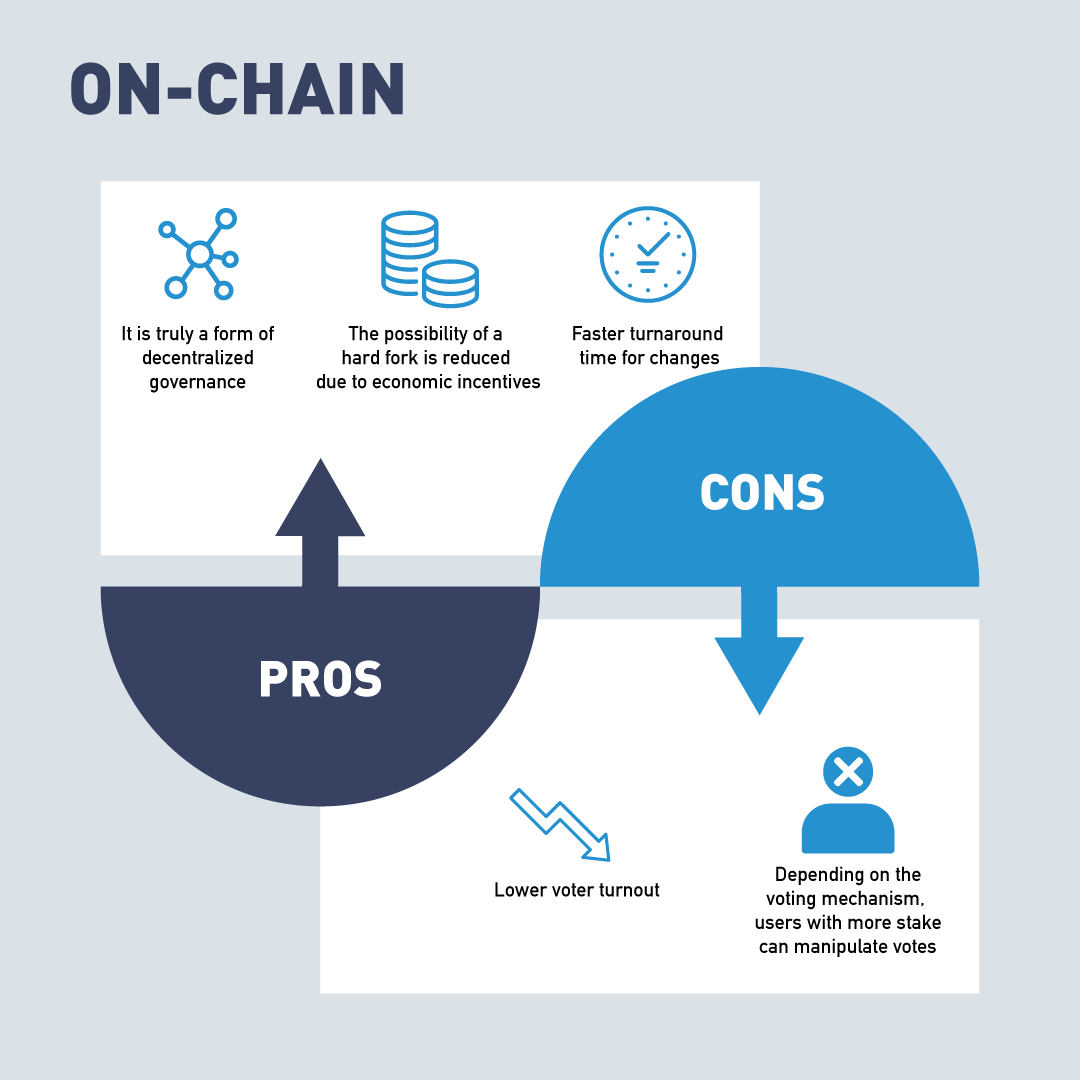 ON-CHAIN
It is truly a form of
decentralized
governance
The possibility of a
hard fork is reduced
due to economic incentives
Faster turnaround
time for changes
CONS
PROS
Lower voter turnout
Depending on the
voting mechanism,
users with more stake
can manipulate votes